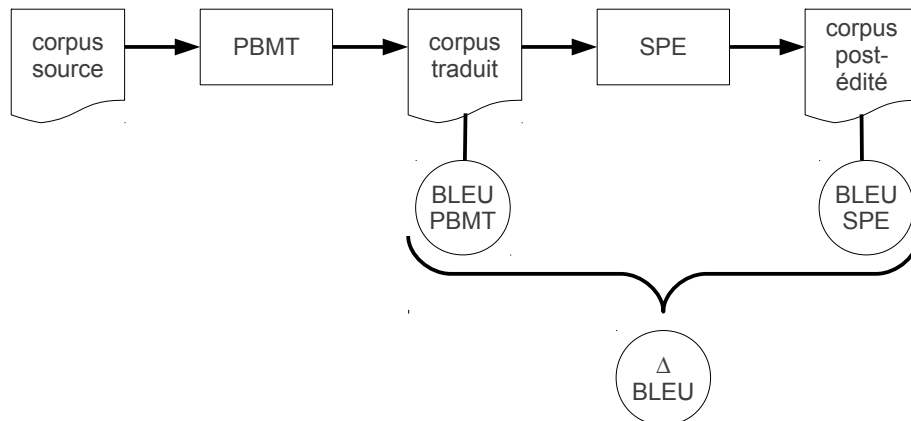 corpus
source
PBMT
corpus
traduit
SPE
corpus
post-
édité
BLEU
PBMT
BLEU
SPE
Δ
BLEU